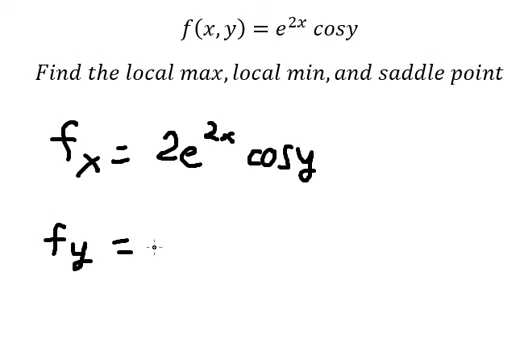 f(x,y) = e^{2x} cosy
Find the local max, local min, and saddle point
f_x = 2e^{2x} cosy
f_y =